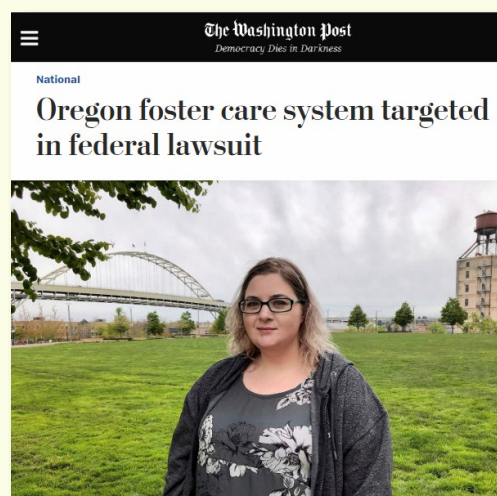 The Washington Post
Democracy Dies in Darkness
National
Oregon foster care system targeted
in federal lawsuit